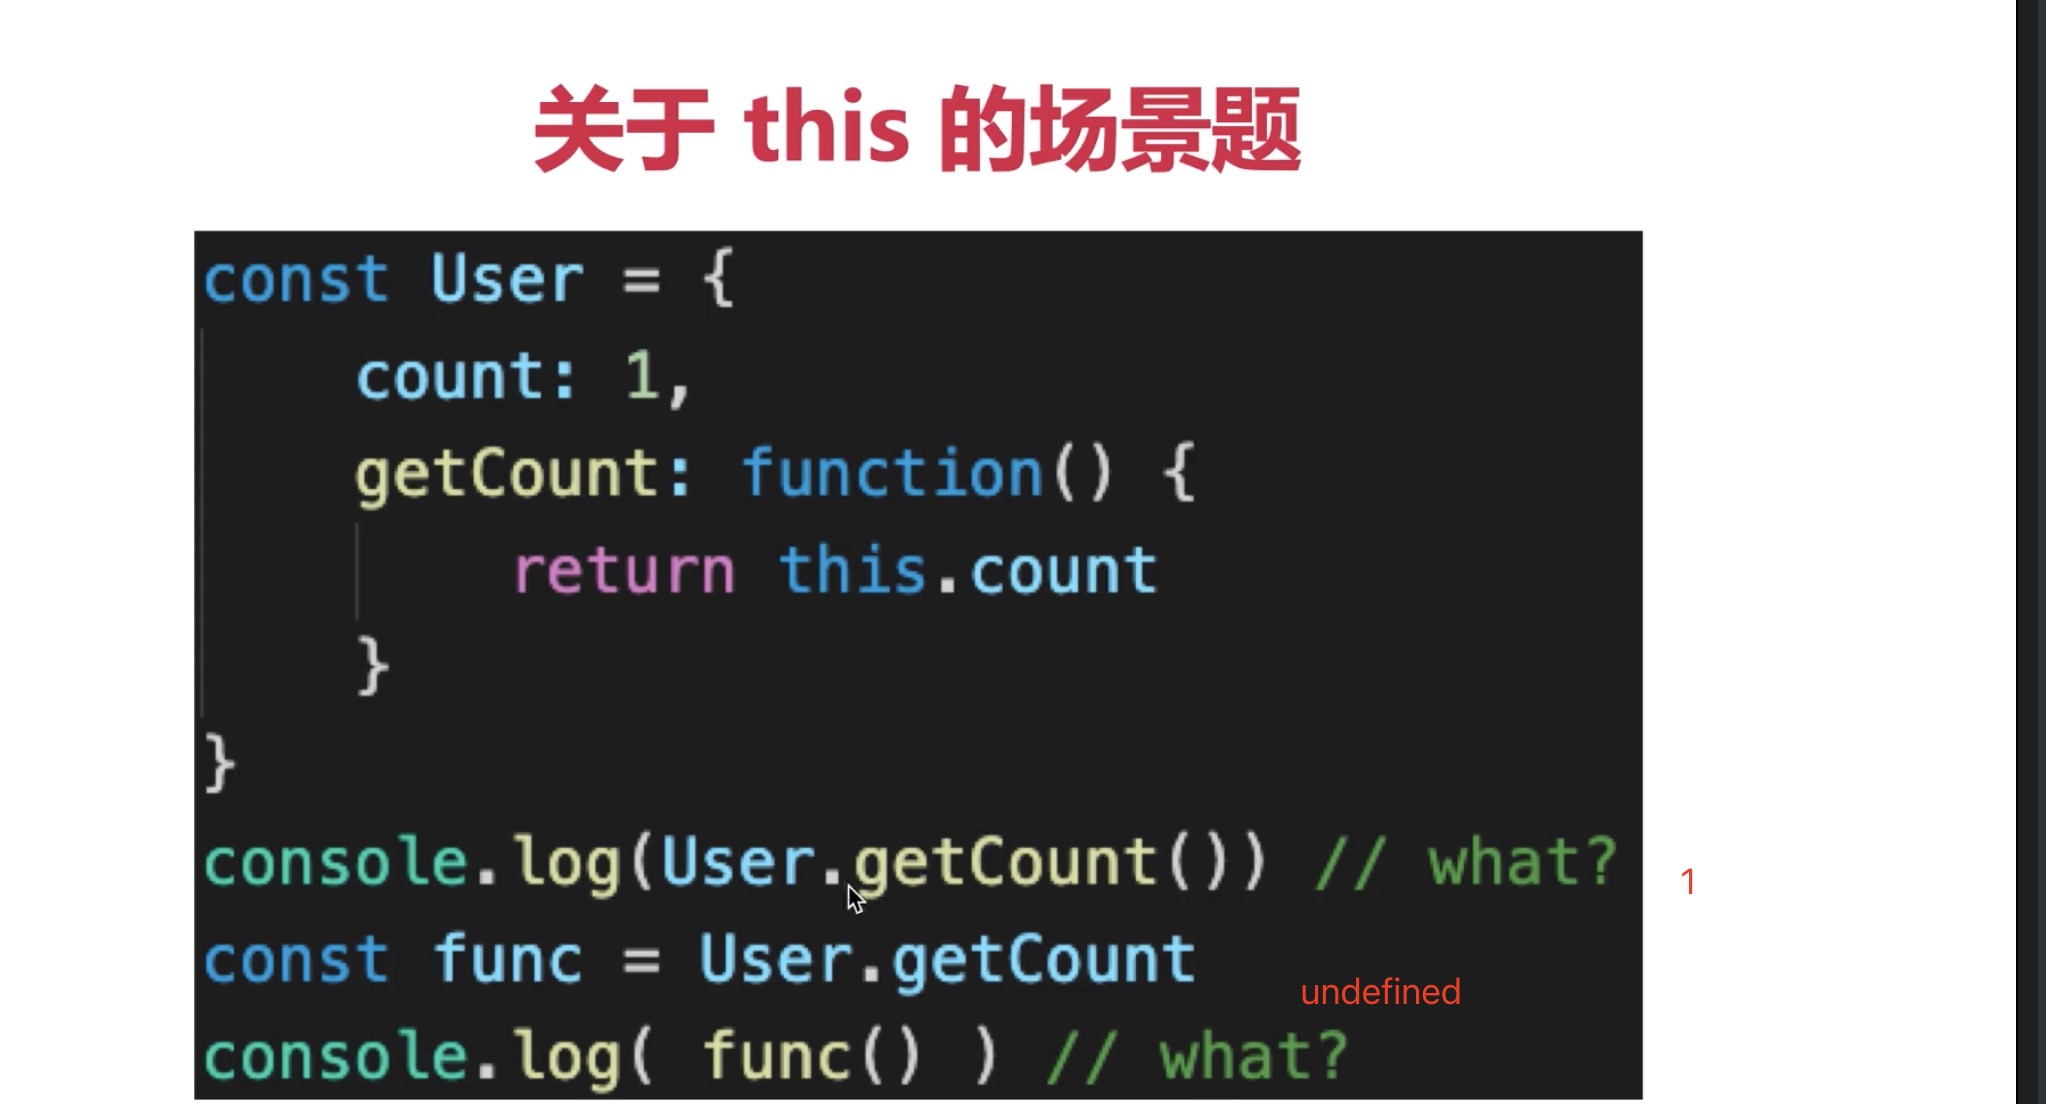 关于 this 的场景题
const User = {
    count: 1,
    getCount: function() {
        return this.count
    }
}
console.log(User.getCount()) // what?
1
const func = User.getCount
undefined
console.log( func() ) // what?